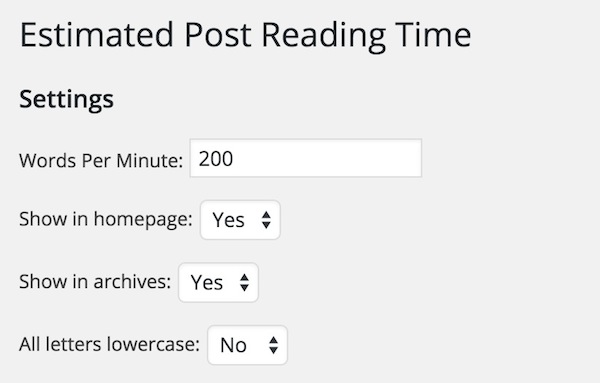 Estimated Post Reading Time
Settings
Words Per Minute: 200
Show in homepage: Yes
Show in archives: Yes
All letters lowercase: No